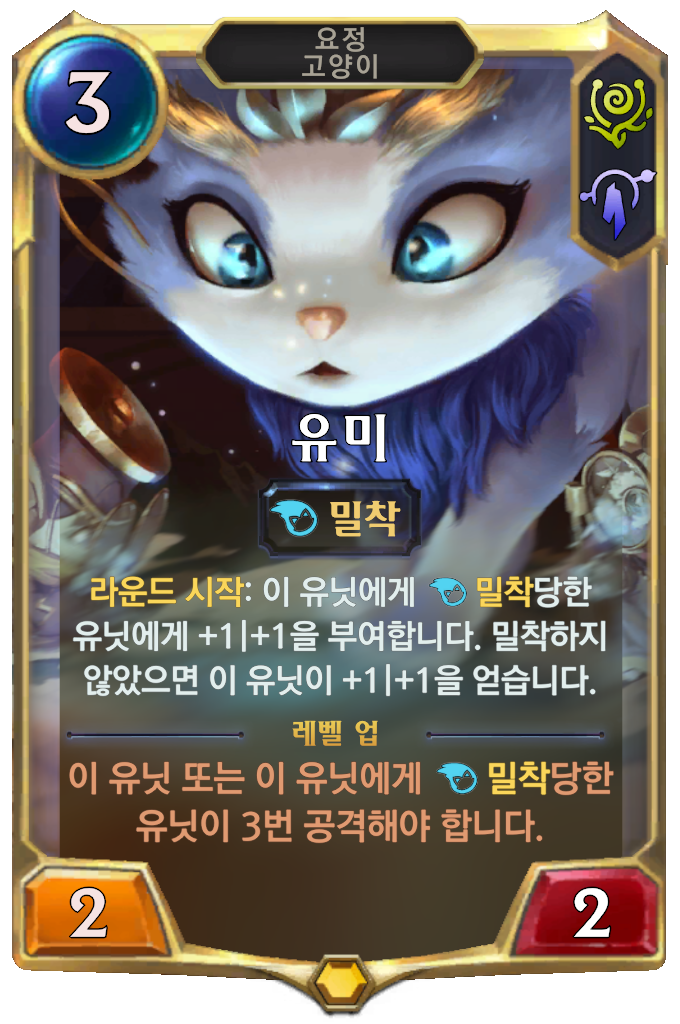 요정
고양이
3
유미
밀착
라운드 시작: 이 유닛에게 밀착당한
유닛에게 +1|+1을 부여합니다. 밀착하지
않았으면 이 유닛이 +1|+1을 얻습니다.
레벨 업
이 유닛 또는 이 유닛에게 밀착당한
유닛이 3번 공격해야 합니다.
2
2